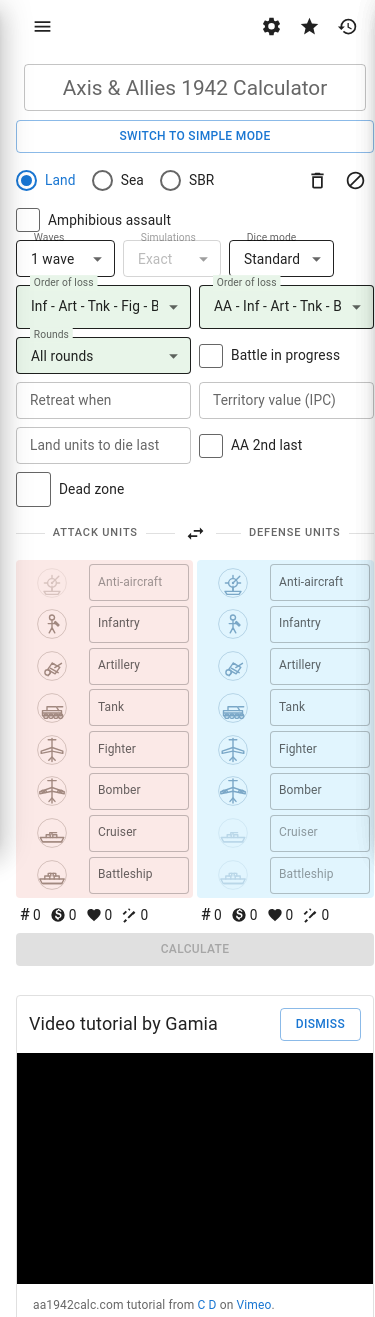 Axis & Allies 1942 Calculator
SWITCH TO SIMPLE MODE
Land Sea SBR
Amphibious assault
Waves Simulations Dice mode
1 wave Exact Standard
Order of loss Order of loss
Inf - Art - Tnk - Fig - B AA - Inf - Art - Tnk - B
Rounds
All rounds Battle in progress
Retreat when Territory value (IPC)
Land units to die last AA 2nd last
Dead zone
ATTACK UNITS DEFENSE UNITS
Anti-aircraft Anti-aircraft
Infantry Infantry
Artillery Artillery
Tank Tank
Fighter Fighter
Bomber Bomber
Cruiser Cruiser
Battleship Battleship
# 0 0 0 0 # 0 0 0 0
CALCULATE
Video tutorial by Gamia DISMISS
aa1942calc.com tutorial from C D on Vimeo.